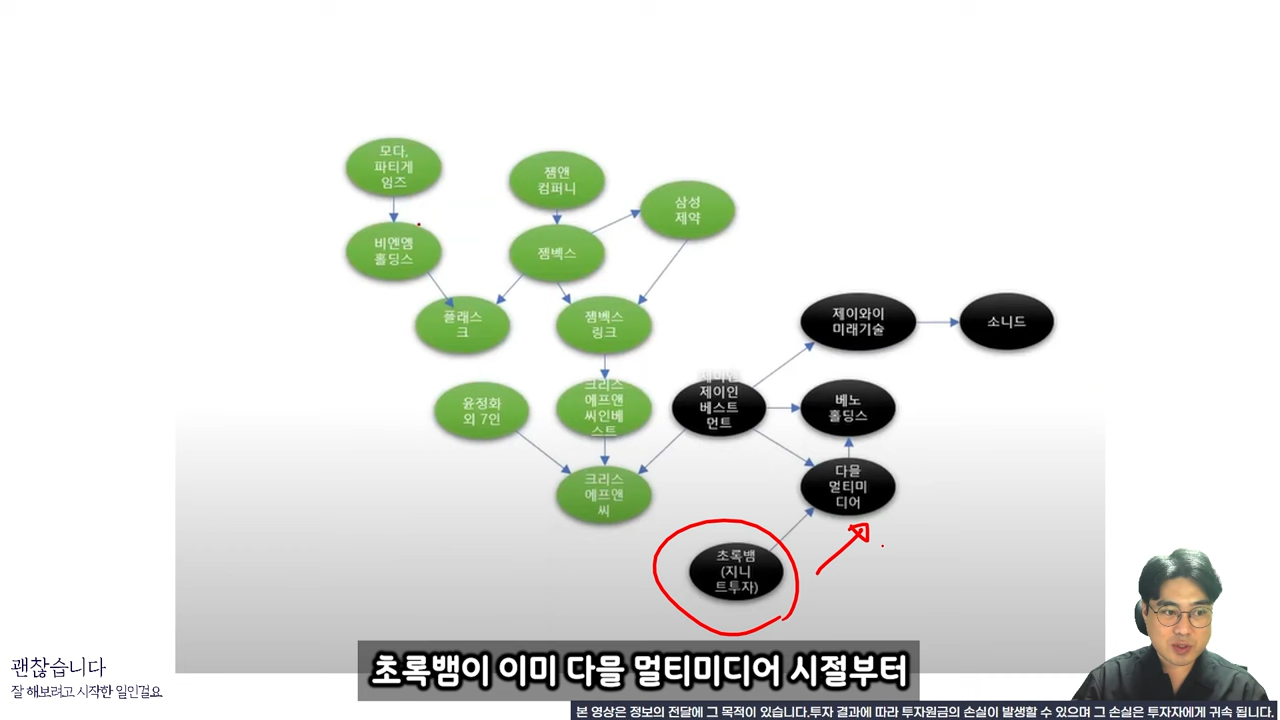 모다,
파티게
임즈
젬앤
컴퍼니
삼성
제약
비엔엠
홀딩스
젬벡스
플래스
크
젬벡스
링크
제이와이
미래기술
소니드
윤정화
외 7인
크리스
에프앤
씨인베
스트
제이인
베스트
먼트
베노
홀딩스
크리스
에프앤
씨
다믈
멀티미
디어
초록뱀
(지니
트투자)
초록뱀이 이미 다믈 멀티미디어 시절부터
괜찮습니다
잘 해보려고 시작한 일인걸요
본 영상은 정보의 전달에 그 목적이 있습니다.투자 결과에 따라 투자원금의 손실이 발생할 수 있으며 그 손실은 투자자에게 귀속 됩니다.